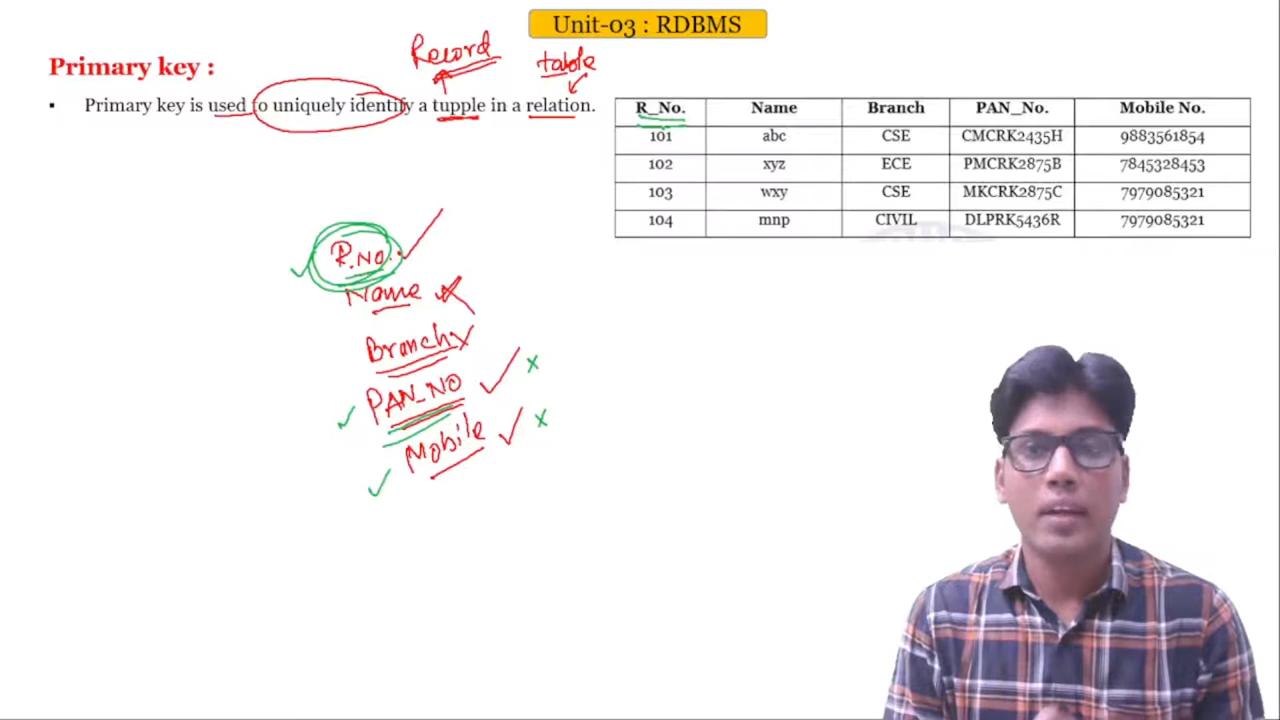 Unit-03 : RDBMS
Record
table
Primary key :
▪ Primary key is used to uniquely identify a tupple in a relation.
R_No. Name Branch PAN_No. Mobile No.
101 abc CSE CMCRK2435H 9883561854
102 xyz ECE PMCRK2875B 7845328453
103 wxy CSE MKCRK2875C 7979085321
104 mnp CIVIL DLPRK5436R 7979085321
R.No.
Name
Branch
PAN_NO
Mobile